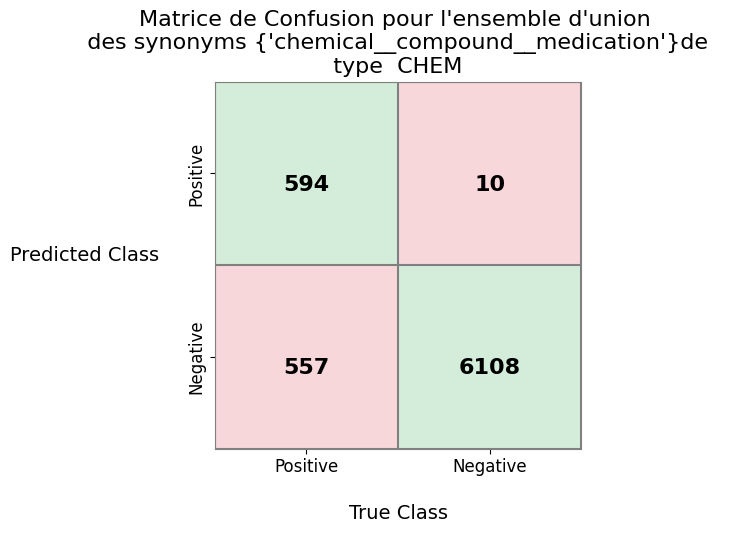 Matrice de Confusion pour l'ensemble d'union
des synonyms {'chemical__compound__medication'}de
type  CHEM
Positive
594
10
Predicted Class
Negative
557
6108
Positive
Negative
True Class